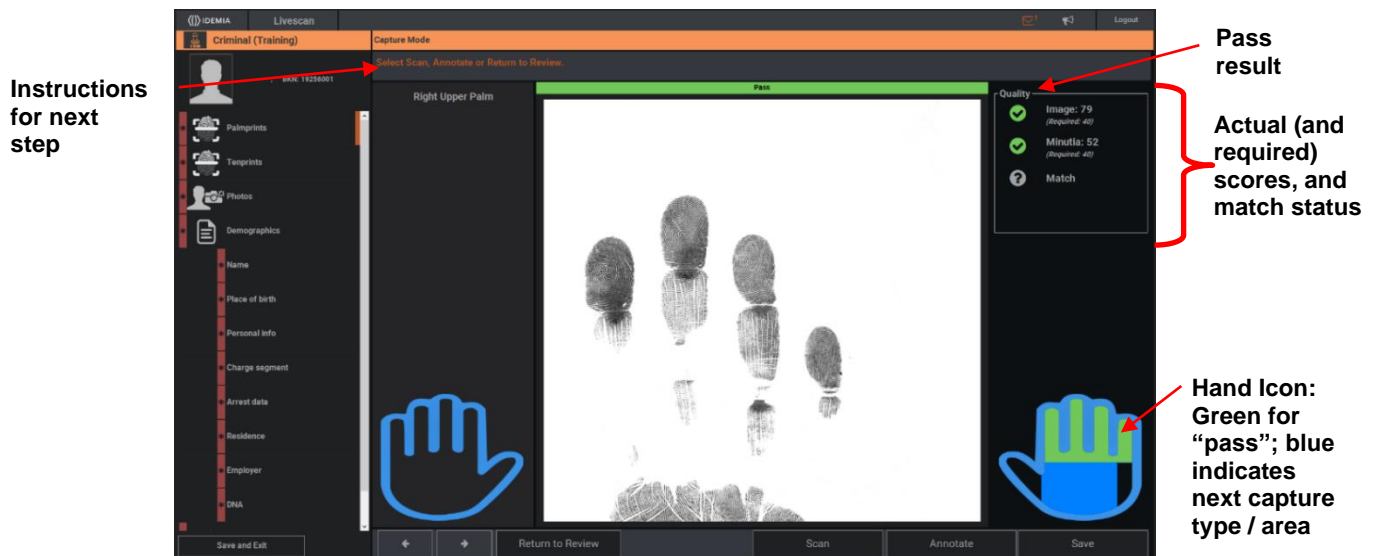 Instructions
for next
step
IDEMIA
Livescan
1
Logout
Criminal (Training)
Capture Mode
Select Scan, Annotate or Return to Review.
BKN: 19256001
Palmprints
Tenprints
Photos
Demographics
Name
Place of birth
Personal Info
Charge segment
Arrest data
Residence
Employer
DNA
Save and Exit
Right Upper Palm
Pass
Quality
Image: 79
(Required: 40)
Minutia: 52
(Required: 40)
? Match
Return to Review
Scan
Annotate
Save
Pass
result
Actual (and
required)
scores, and
match status
Hand Icon:
Green for
“pass”; blue
indicates
next capture
type / area